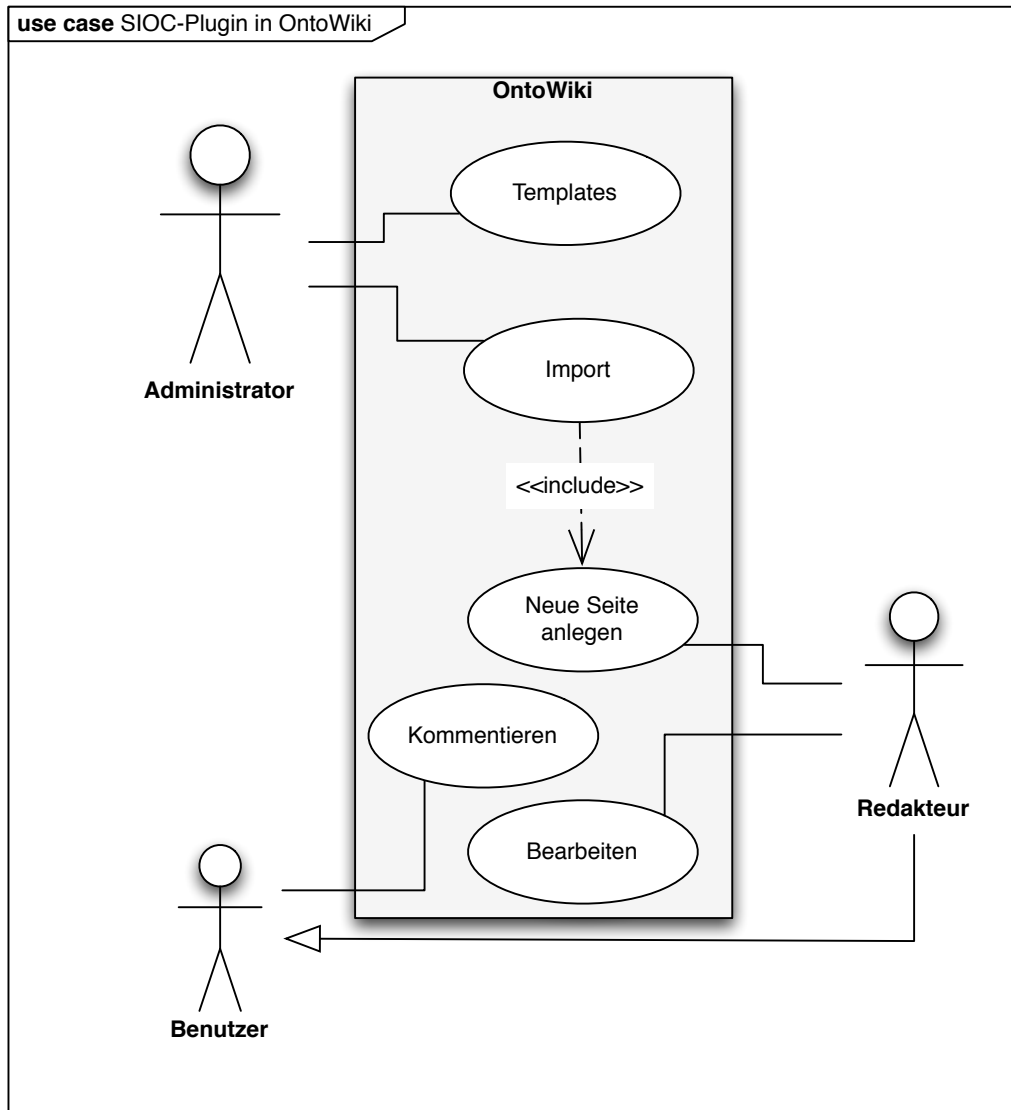 use case SIOC-Plugin in OntoWiki
OntoWiki
Templates
Import
Administrator
<<include>>
Neue Seite
anlegen
Kommentieren
Redakteur
Bearbeiten
Benutzer